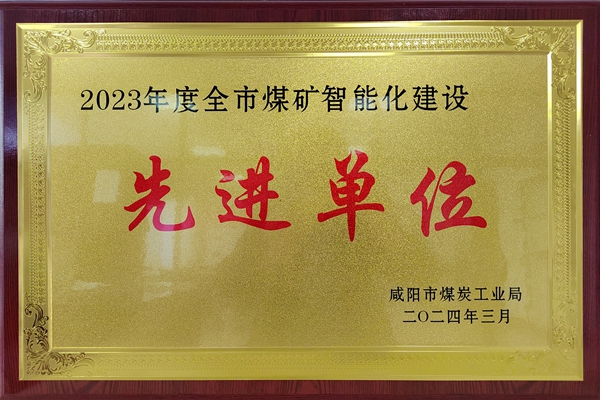 2023年度全市煤矿智能化建设
先进单位
咸阳市煤炭工业局
二〇二四年三月